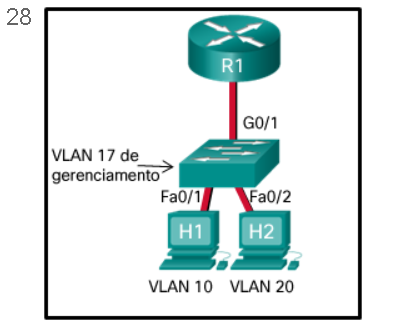 28
R1
G0/1
VLAN 17 de
gerenciamento
Fa0/1
Fa0/2
H1
H2
VLAN 10
VLAN 20